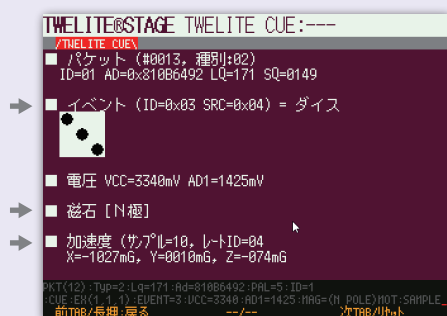 TWELITE®STAGE TWELITE CUE:---
/TWELITE CUE\
■ パケット (#0013, 種別:02)
ID=01 AD=0x810B6492 LQ=171 SQ=0149
■ イベント (ID=0x03 SRC=0x04) = ダイス
■ 電圧 VCC=3340mV AD1=1425mV
■ 磁石 [N極]
■ 加速度 (ｻﾝﾌﾟﾙ=10, ﾚｰﾄID=04
X=-1027mG, Y=0010mG, Z=-074mG
PKT(12):Typ=2:Lq=171:Ad=810B6492:PAL=5:ID=1
:CUE:EX(1,1,1):EVENT=3:VCC=3340:AD1=1425:MAG=(M POLE)MOT:SAMPLE_
前TAB/長押:戻る --/-- 次TAB/ﾘｾｯﾄ